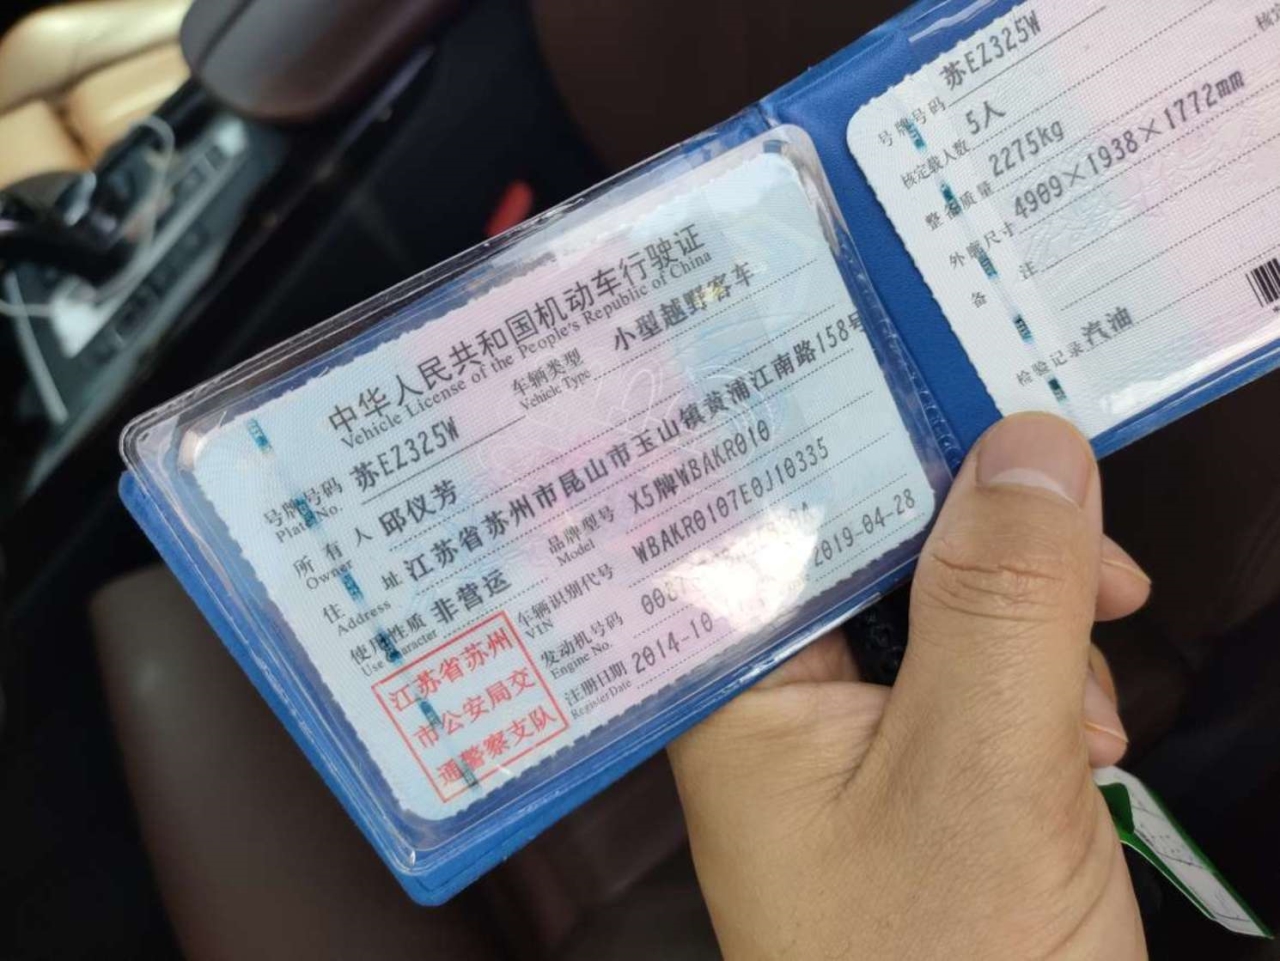 中华人民共和国机动车行驶证
Vehicle License of the People's Republic of China
号牌号码 苏EZ325W 车辆类型 小型越野客车
Plate No. Vehicle Type
所有人 邱仪芳
Owner
住址 江苏省苏州市昆山市玉山镇黄浦江南路158号
Address
使用性质 非营运 品牌型号 X5牌WBAKR010
Use Character Model
江苏省苏州
市公安局交
通警察支队
车辆识别代号 WBAKR0107E0J10335
VIN
发动机号码
Engine No.
注册日期 2014-10 2019-04-28
Register Date
号牌号码 苏EZ325W
核定载人数 5人
整备质量 2275kg
外廓尺寸 4909×1938×1772mm
备注
检验记录 汽油